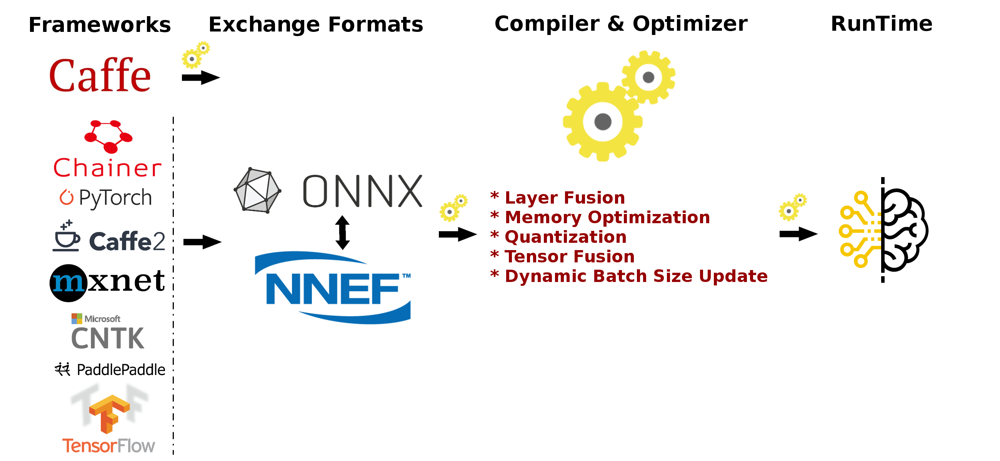 Frameworks
Exchange Formats
Compiler & Optimizer
RunTime
Caffe
Chainer
PyTorch
Caffe2
mxnet
Microsoft
CNTK
PaddlePaddle
TF
TensorFlow
ONNX
NNEF™
* Layer Fusion
* Memory Optimization
* Quantization
* Tensor Fusion
* Dynamic Batch Size Update